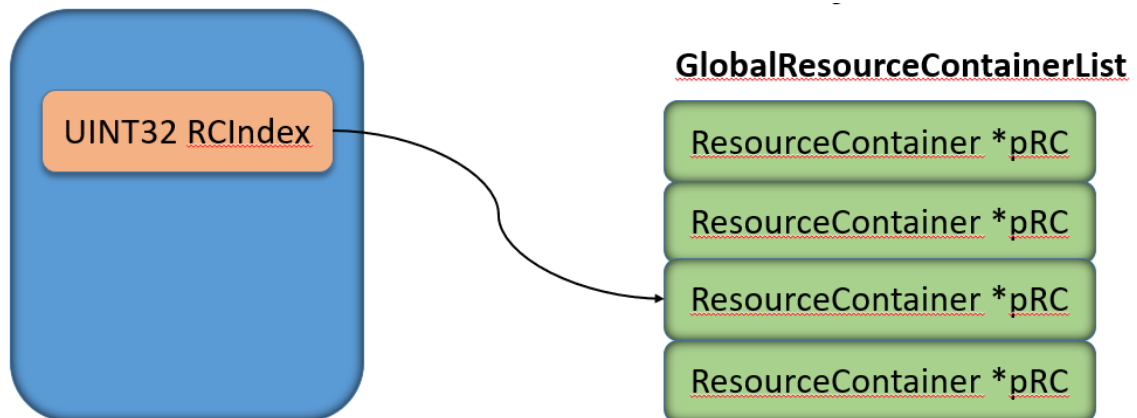 GlobalResourceContainerList
UINT32 RCIndex
ResourceContainer *pRC
ResourceContainer *pRC
ResourceContainer *pRC
ResourceContainer *pRC